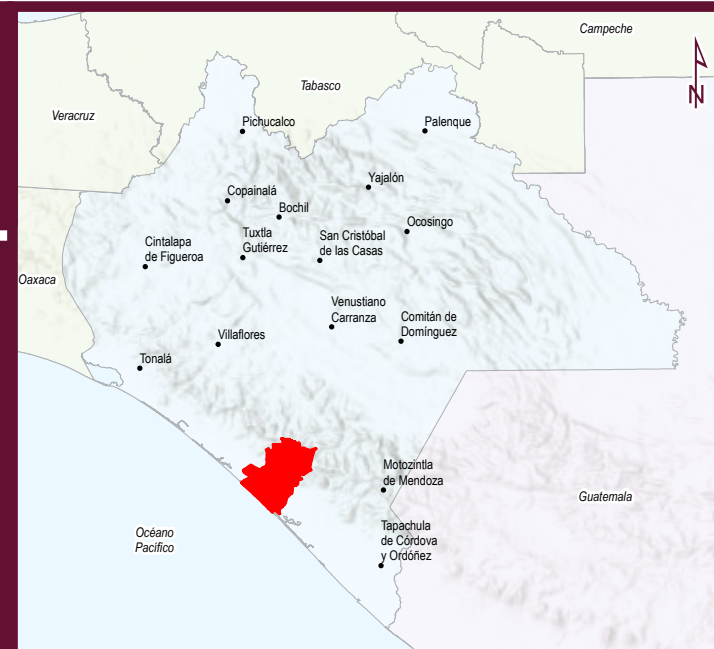 Campeche
N
Tabasco
Veracruz
Pichucalco
Palenque
Yajalón
Copainalá
Bochil
Ocosingo
Tuxtla
Gutiérrez
San Cristóbal
de las Casas
Cintalapa
de Figueroa
Oaxaca
Venustiano
Carranza
Comitán de
Domínguez
Villaflores
Tonalá
Motozintla
de Mendoza
Guatemala
Océano
Pacífico
Tapachula
de Córdova
y Ordóñez